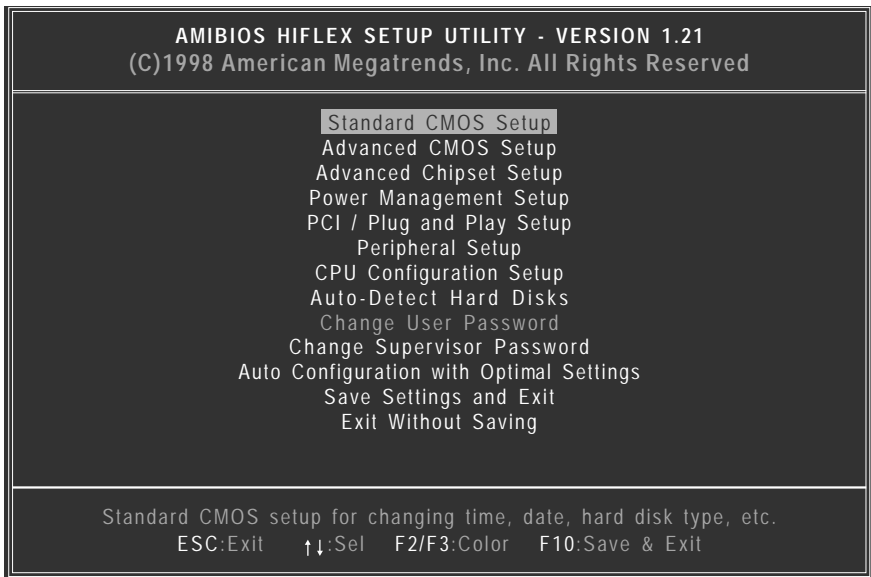 AMIBIOS HIFLEX SETUP UTILITY - VERSION 1.21
(C)1998 American Megatrends, Inc. All Rights Reserved
Standard CMOS Setup
Advanced CMOS Setup
Advanced Chipset Setup
Power Management Setup
PCI / Plug and Play Setup
Peripheral Setup
CPU Configuration Setup
Auto-Detect Hard Disks
Change User Password
Change Supervisor Password
Auto Configuration with Optimal Settings
Save Settings and Exit
Exit Without Saving
Standard CMOS setup for changing time, date, hard disk type, etc.
ESC:Exit ↑↓:Sel F2/F3:Color F10:Save & Exit